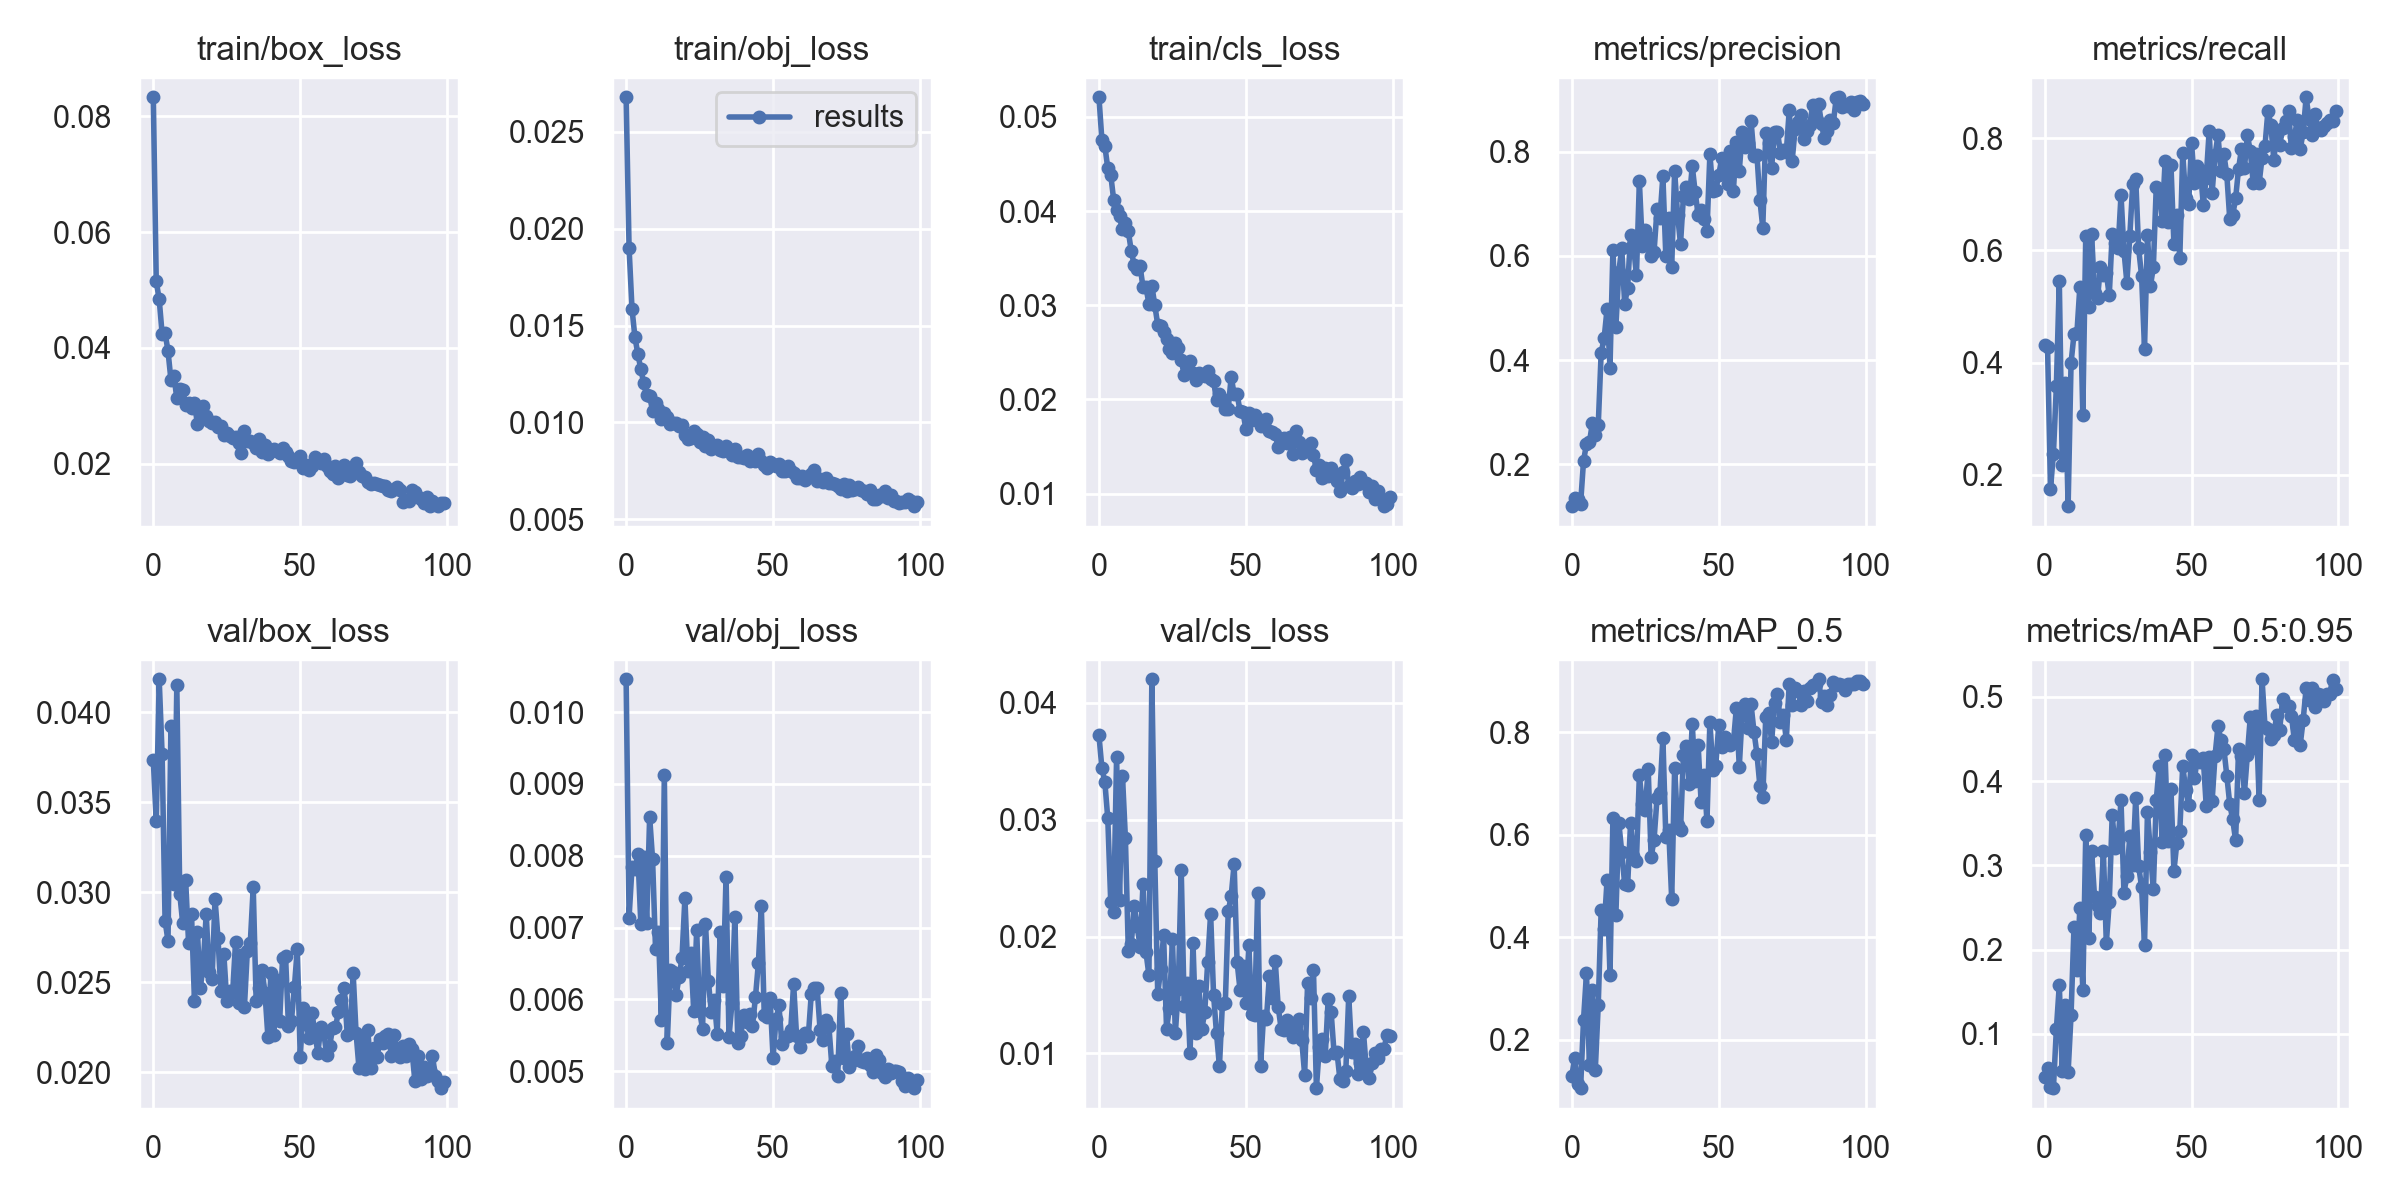 train/box_loss
0.08
0.06
0.04
0.02
0 50 100
train/obj_loss
results
0.025
0.020
0.015
0.010
0.005
0 50 100
train/cls_loss
0.05
0.04
0.03
0.02
0.01
0 50 100
metrics/precision
0.8
0.6
0.4
0.2
0 50 100
metrics/recall
0.8
0.6
0.4
0.2
0 50 100
val/box_loss
0.040
0.035
0.030
0.025
0.020
0 50 100
val/obj_loss
0.010
0.009
0.008
0.007
0.006
0.005
0 50 100
val/cls_loss
0.04
0.03
0.02
0.01
0 50 100
metrics/mAP_0.5
0.8
0.6
0.4
0.2
0 50 100
metrics/mAP_0.5:0.95
0.5
0.4
0.3
0.2
0.1
0 50 100